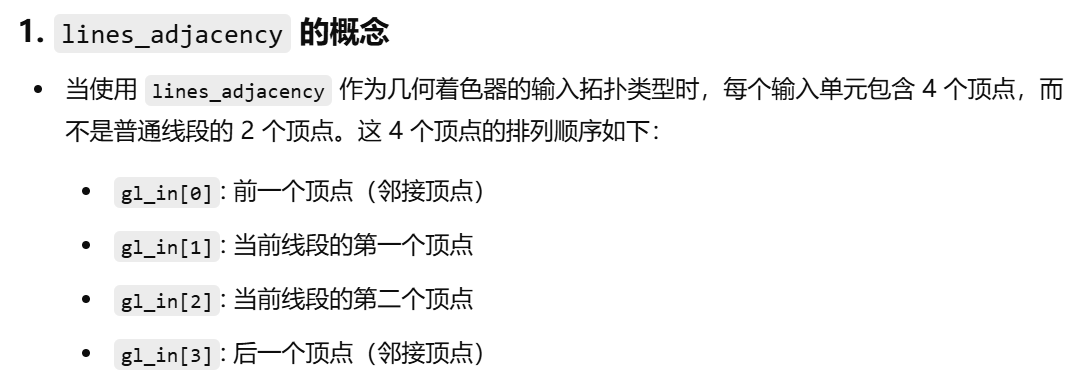 1. lines_adjacency 的概念
• 当使用 lines_adjacency 作为几何着色器的输入拓扑类型时，每个输入单元包含 4 个顶点，而
不是普通线段的 2 个顶点。这 4 个顶点的排列顺序如下：
• gl_in[0]: 前一个顶点（邻接顶点）
• gl_in[1]: 当前线段的第一个顶点
• gl_in[2]: 当前线段的第二个顶点
• gl_in[3]: 后一个顶点（邻接顶点）